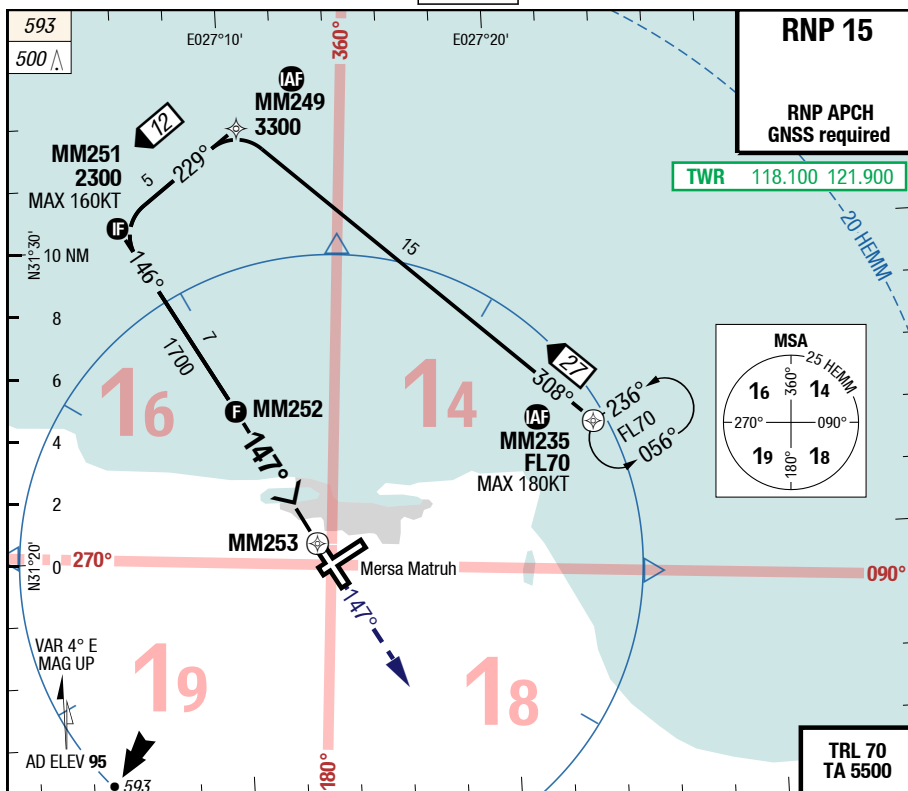 593
500
E027°10'
360°
E027°20'
RNP 15
RNP APCH
GNSS required
TWR 118.100 121.900
20 HEMM
IAF
MM249
3300
12
229°
5
MM251
2300
MAX 160KT
IF
N31°30'
10 NM
146°
15
7
1700
8
6
4
2
0
16
14
27
308°
236°
FL70
056°
IAF
MM235
FL70
MAX 180KT
MSA
25 HEMM
16
14
360°
270°
090°
180°
19
18
F
MM252
147°
MM253
N31°20'
270°
Mersa Matruh
090°
147°
VAR 4° E
MAG UP
19
18
AD ELEV 95
593
180°
TRL 70
TA 5500